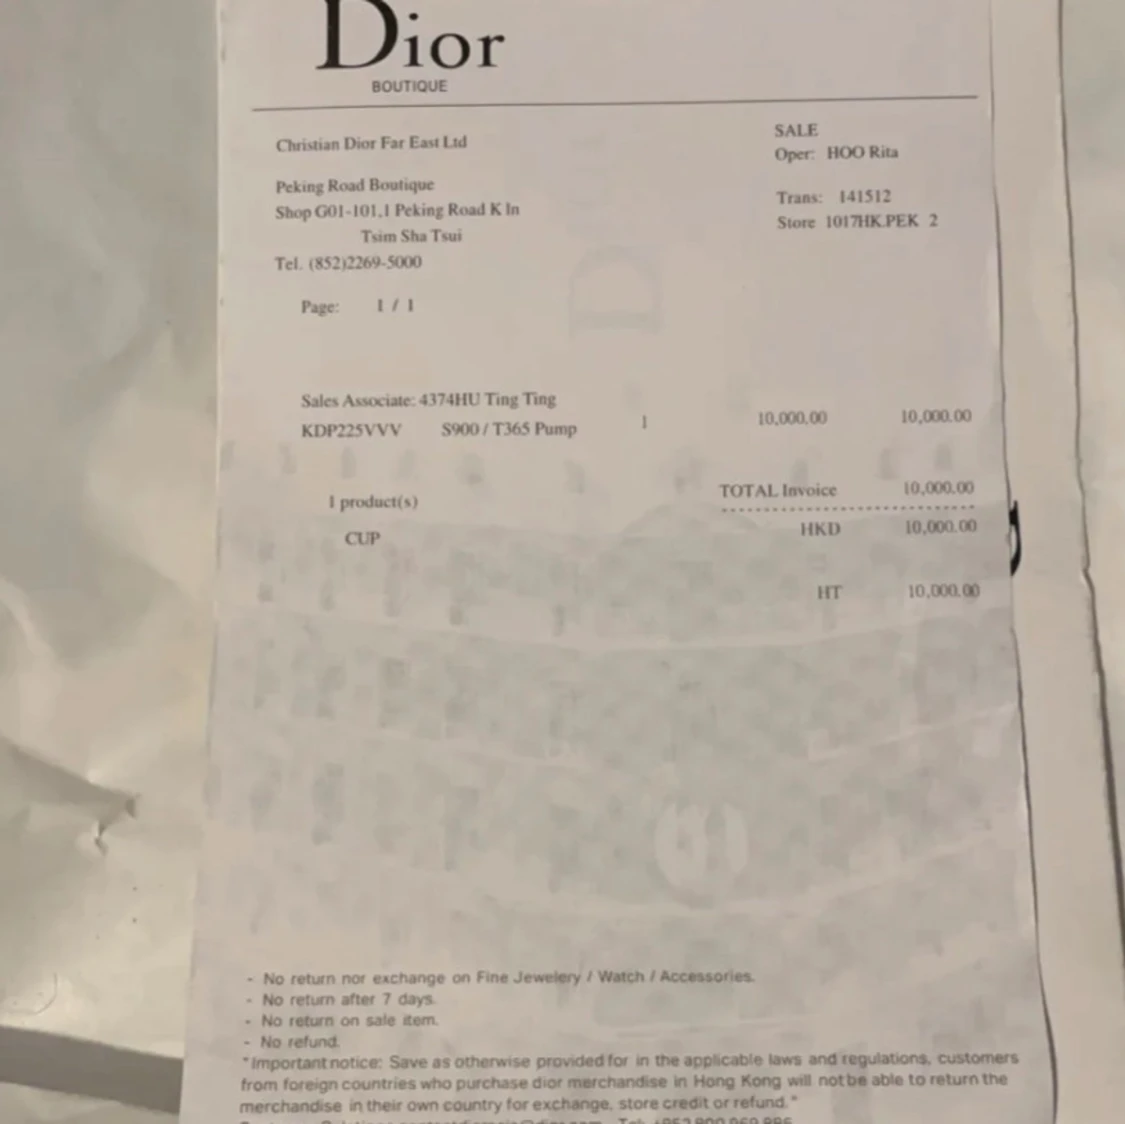 Dior
BOUTIQUE
Christian Dior Far East Ltd
SALE
Oper: HOO Rita
Peking Road Boutique
Shop G01-101,1 Peking Road K In
Tsim Sha Tsui
Tel. (852)2269-5000
Trans: 141512
Store 1017HK.PEK 2
Page: 1 / 1
Sales Associate: 4374HU Ting Ting
KDP225VVV S900 / T365 Pump 1 10,000.00 10,000.00
1 product(s) TOTAL Invoice 10,000.00
CUP HKD 10,000.00
HT 10,000.00
- No return nor exchange on Fine Jewelery / Watch / Accessories.
- No return after 7 days.
- No return on sale item.
- No refund.
"Important notice: Save as otherwise provided for in the applicable laws and regulations, customers
from foreign countries who purchase dior merchandise in Hong Kong will not be able to return the
merchandise in their own country for exchange, store credit or refund."